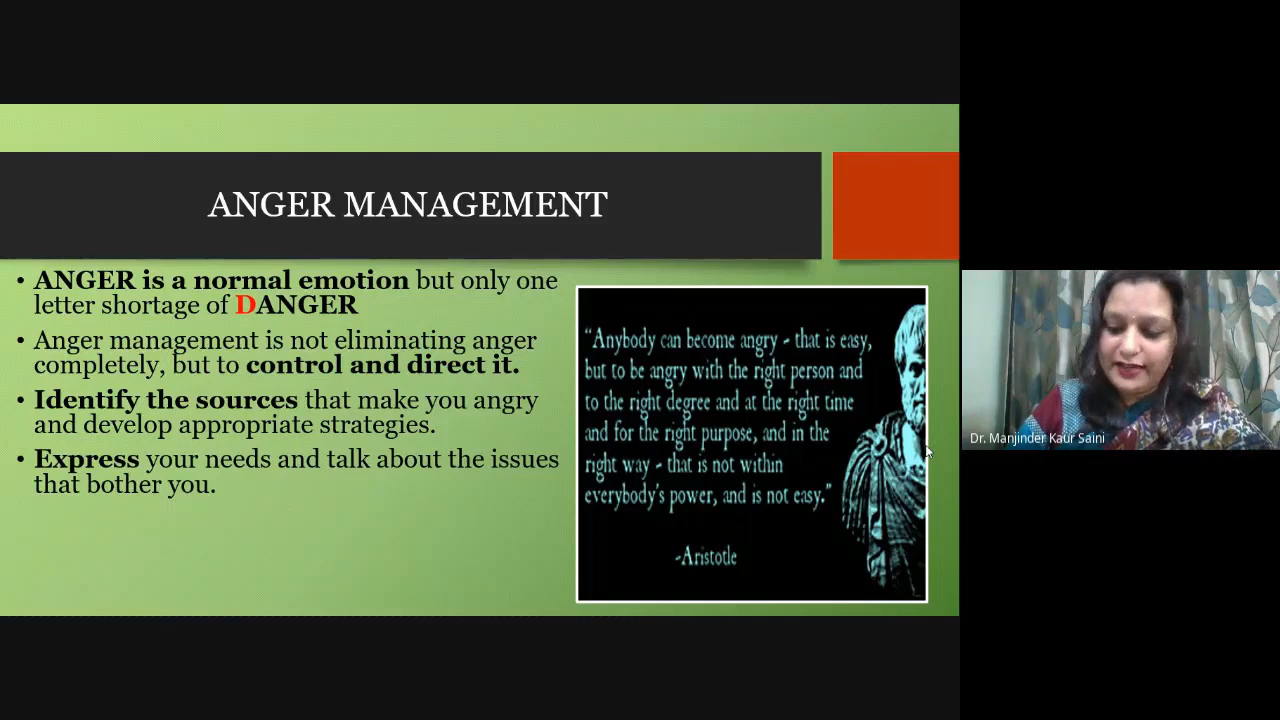 ANGER MANAGEMENT
• ANGER is a normal emotion but only one
letter shortage of DANGER
• Anger management is not eliminating anger
completely, but to control and direct it.
• Identify the sources that make you angry
and develop appropriate strategies.
• Express your needs and talk about the issues
that bother you.
“Anybody can become angry - that is easy,
but to be angry with the right person and
to the right degree and at the right time
and for the right purpose, and in the
right way - that is not within
everybody's power, and is not easy.”
-Aristotle
Dr. Manjinder Kaur Saini